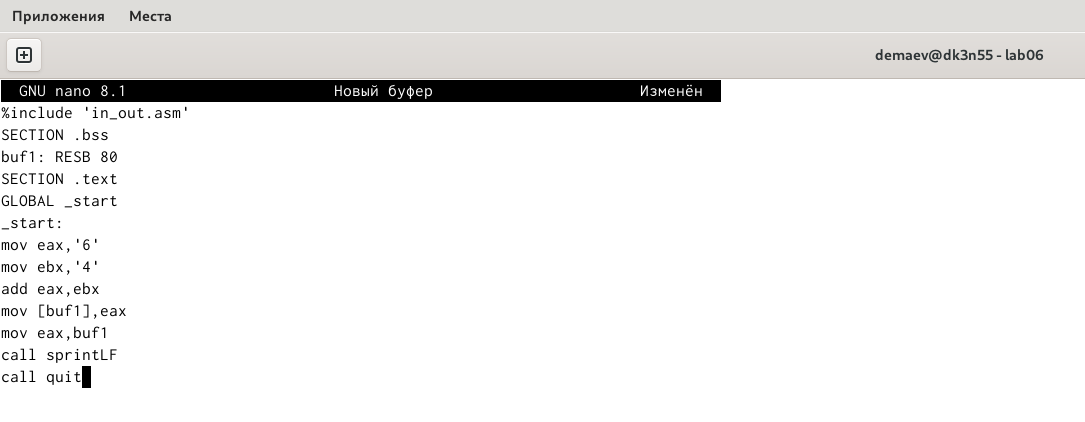 Приложения Места
demaev@dk3n55 - lab06
GNU nano 8.1 Новый буфер Изменён
%include 'in_out.asm'
SECTION .bss
buf1: RESB 80
SECTION .text
GLOBAL _start
_start:
mov eax,'6'
mov ebx,'4'
add eax,ebx
mov [buf1],eax
mov eax,buf1
call sprintLF
call quit